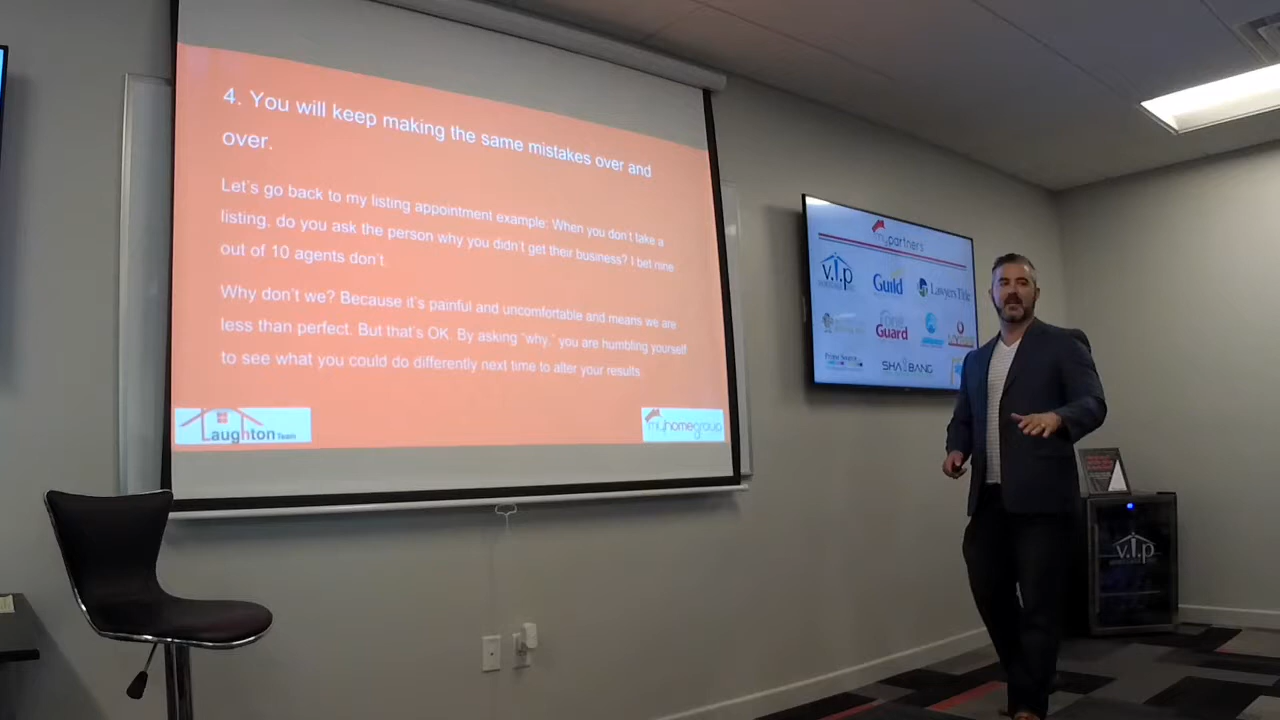 4. You will keep making the same mistakes over and
over.
Let's go back to my listing appointment example: When you don't take a
listing, do you ask the person why you didn't get their business? I bet nine
out of 10 agents don't.
Why don't we? Because it's painful and uncomfortable and means we are
less than perfect. But that's OK. By asking "why," you are humbling yourself
to see what you could do differently next time to alter your results.
Laughton Team
myhomegroup
mypartners
v.i.p
Guild
LawyersTitle
one Guard
SHABANG
v.i.p